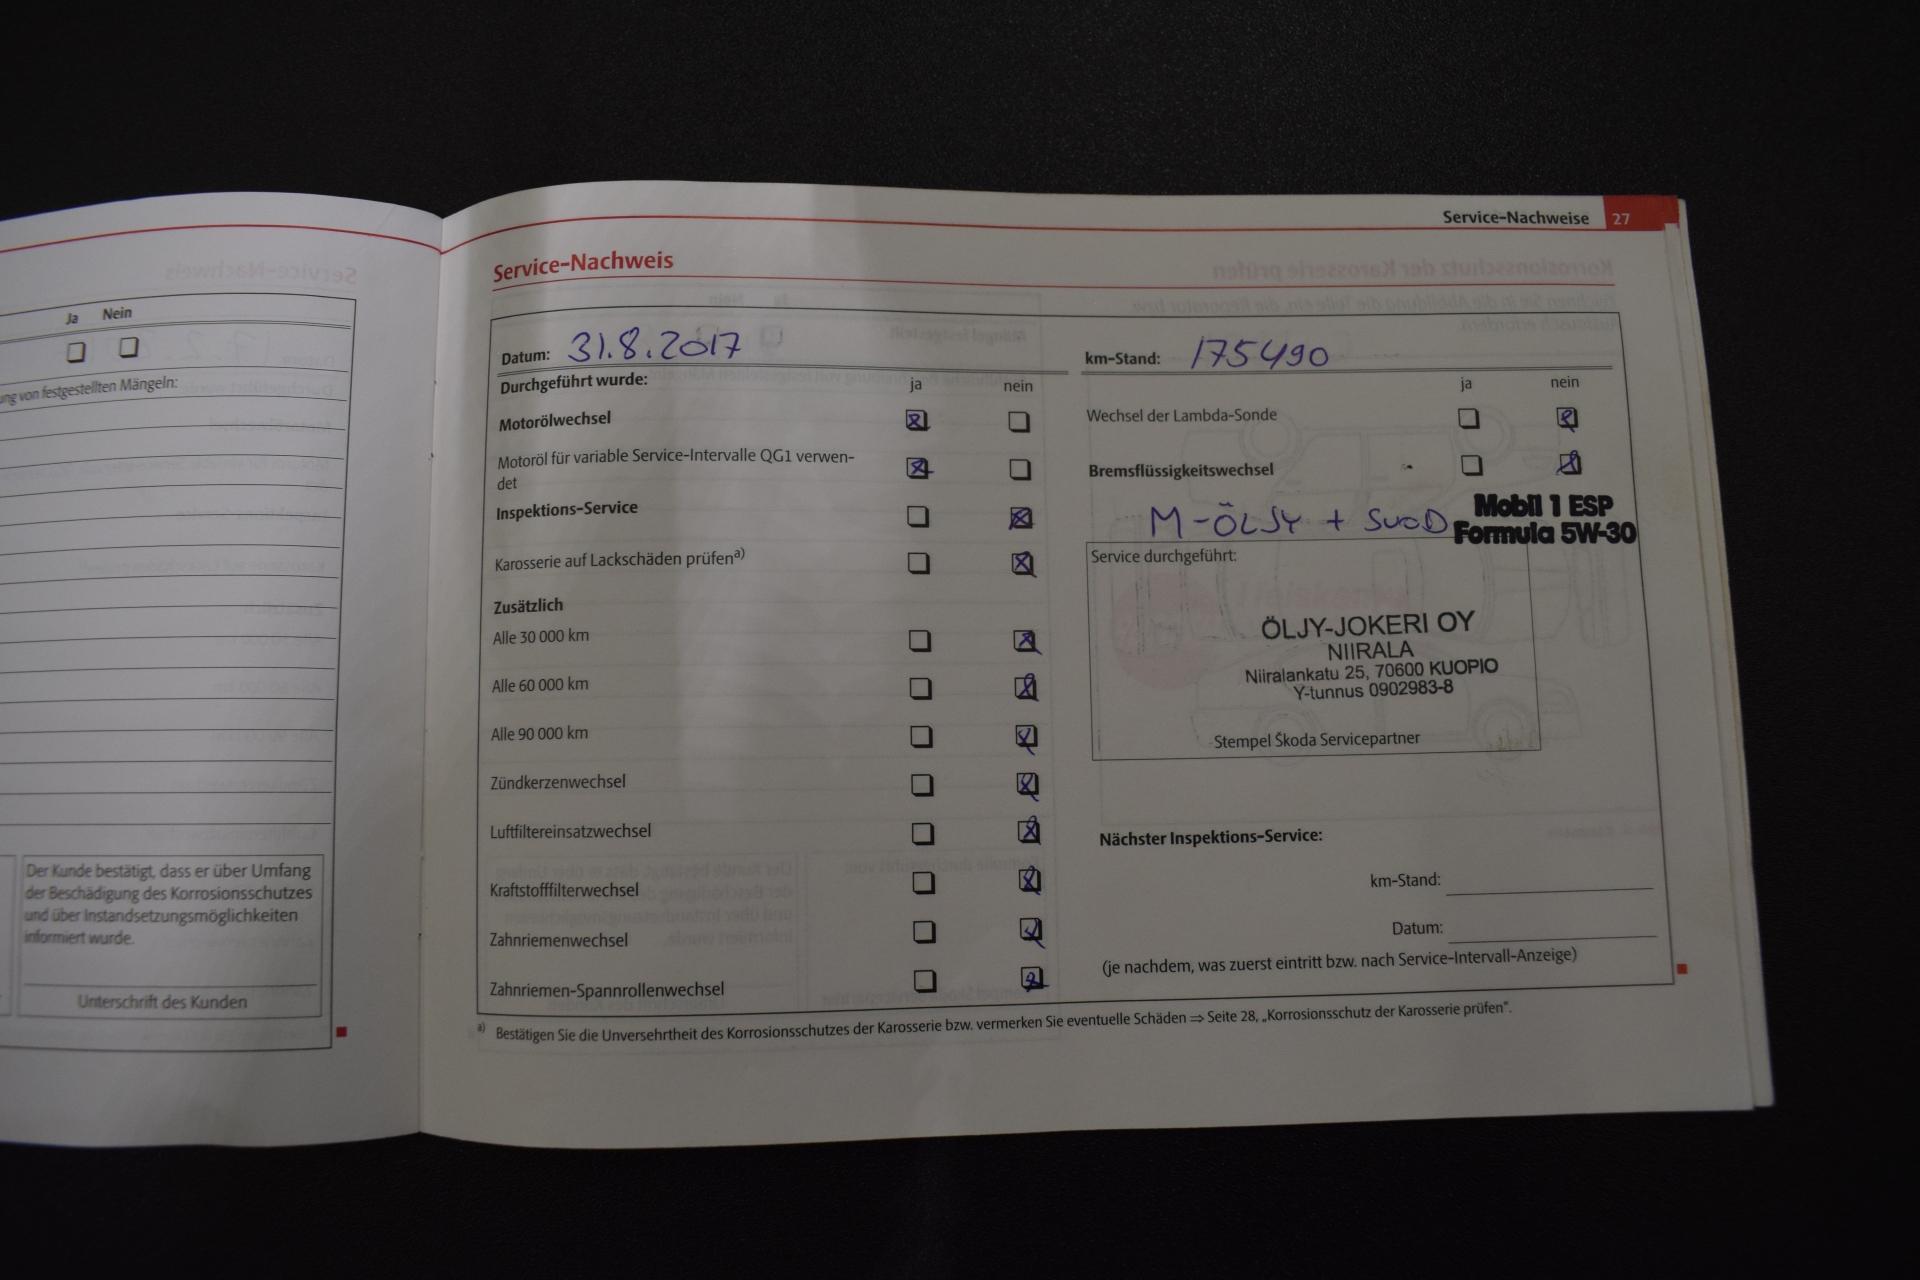 Ja Nein
ung von festgestellten Mängeln:
Der Kunde bestätigt, dass er über Umfang
der Beschädigung des Korrosionsschutzes
und über Instandsetzungsmöglichkeiten
informiert wurde.
Unterschrift des Kunden
Service-Nachweise 27
Service-Nachweis
Datum: 31.8.2017
Durchgeführt wurde: ja nein
Motorölwechsel
Motoröl für variable Service-Intervalle QG1 verwen-
det
Inspektions-Service
Karosserie auf Lackschäden prüfen a)
Zusätzlich
Alle 30 000 km
Alle 60 000 km
Alle 90 000 km
Zündkerzenwechsel
Luftfiltereinsatzwechsel
Kraftstofffilterwechsel
Zahnriemenwechsel
Zahnriemen-Spannrollenwechsel
km-Stand: 175490
ja nein
Wechsel der Lambda-Sonde
Bremsflüssigkeitswechsel
M-ÖLJY + SUOD
Mobil 1 ESP
Formula 5W-30
Service durchgeführt:
ÖLJY-JOKERI OY
NIIRALA
Niiralankatu 25, 70600 KUOPIO
Y-tunnus 0902983-8
Stempel Škoda Servicepartner
Nächster Inspektions-Service:
km-Stand:
Datum:
(je nachdem, was zuerst eintritt bzw. nach Service-Intervall-Anzeige)
a) Bestätigen Sie die Unversehrtheit des Korrosionsschutzes der Karosserie bzw. vermerken Sie eventuelle Schäden ⇒ Seite 28, „Korrosionsschutz der Karosserie prüfen“.